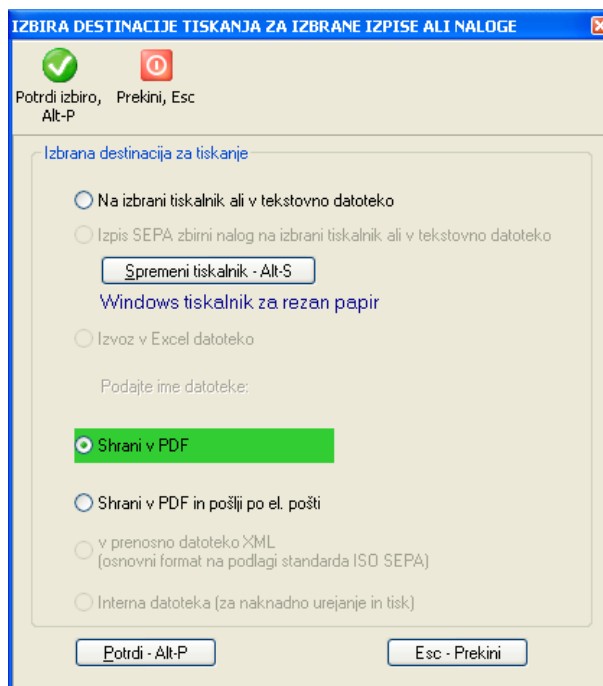 IZBIRA DESTINACIJE TISKANJA ZA IZBRANE IZPISE ALI NALOGE
Potrdi izbiro, Alt-P
Prekini, Esc
Izbrana destinacija za tiskanje
Na izbrani tiskalnik ali v tekstovno datoteko
Izpis SEPA zbirni nalog na izbrani tiskalnik ali v tekstovno datoteko
Spremeni tiskalnik - Alt-S
Windows tiskalnik za rezan papir
Izvoz v Excel datoteko
Podajte ime datoteke:
Shrani v PDF
Shrani v PDF in pošlji po el. pošti
v prenosno datoteko XML
(osnovni format na podlagi standarda ISO SEPA)
Interna datoteka (za naknadno urejanje in tisk)
Potrdi - Alt-P
Esc - Prekini